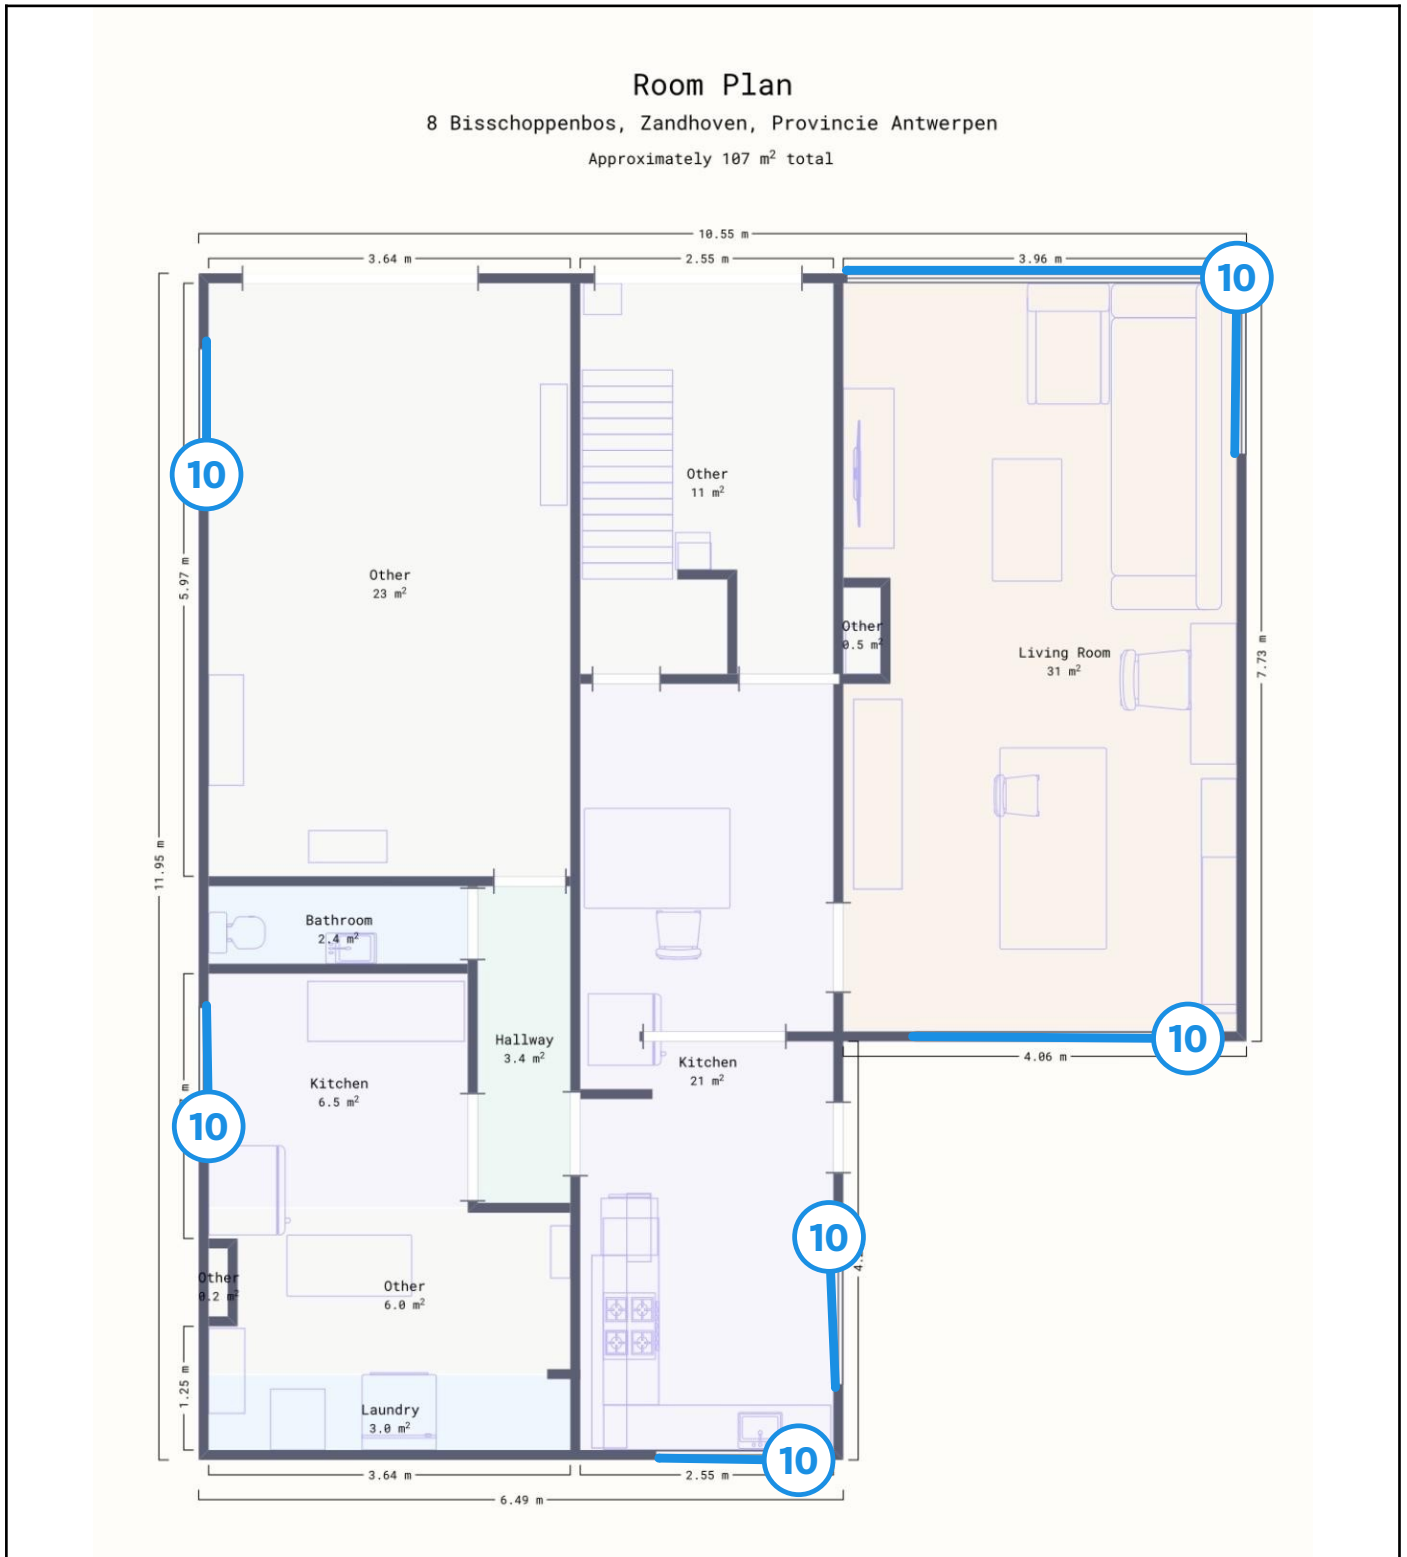 Room Plan
8 Bisschoppenbos, Zandhoven, Provincie Antwerpen
Approximately 107 m² total
10.55 m
3.64 m
2.55 m
3.96 m
10
10
Other
11 m²
5.97 m
Other
23 m²
Other
0.5 m²
Living Room
31 m²
7.73 m
11.95 m
Bathroom
2.4 m²
Hallway
3.4 m²
10
4.06 m
Kitchen
21 m²
Kitchen
6.5 m²
m
10
10
4.
Other
0.2 m²
Other
6.0 m²
1.25 m
Laundry
3.0 m²
10
3.64 m
2.55 m
6.49 m